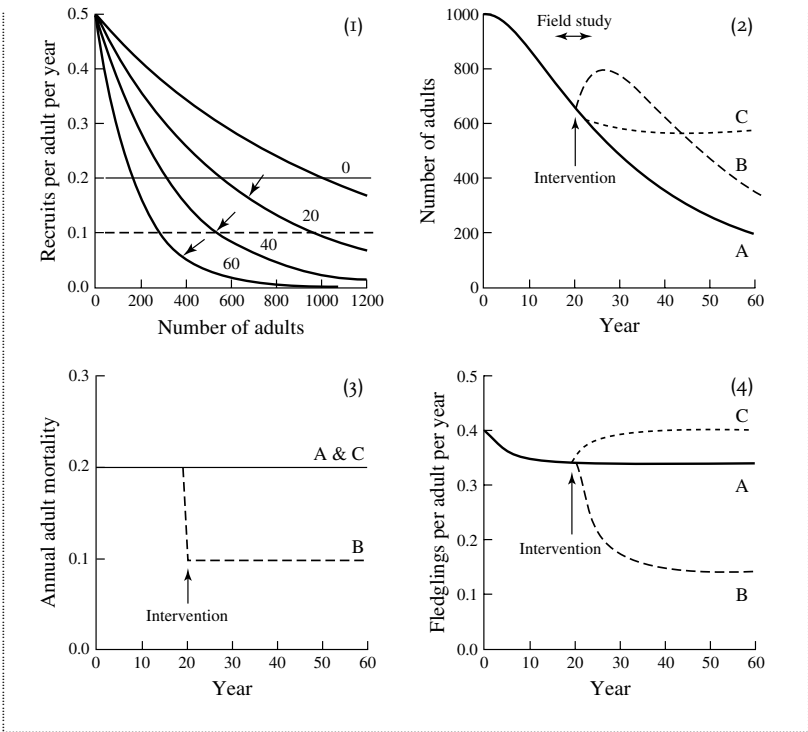 (1)
Recruits per adult per year
0.5
0.4
0.3
0.2
0.1
0.0
0
20
40
60
0 200 400 600 800 1000 1200
Number of adults
(2)
Number of adults
1000
800
600
400
200
0
Field study
Intervention
C
B
A
0 10 20 30 40 50 60
Year
(3)
Annual adult mortality
0.3
0.2
0.1
0.0
A & C
B
Intervention
0 10 20 30 40 50 60
Year
(4)
Fledglings per adult per year
0.5
0.4
0.3
0.2
0.1
0.0
C
A
Intervention
B
0 10 20 30 40 50 60
Year